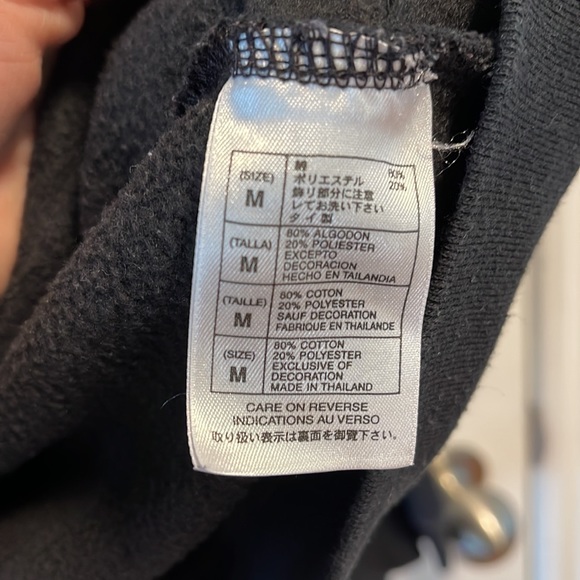 (SIZE)
M
綿 80%
ポリエステル 20%
飾り部分に注意
してお洗い下さい
タイ製
(TALLA)
M
80% ALGODON
20% POLIESTER
EXCEPTO
DECORACION
HECHO EN TAILANDIA
(TAILLE)
M
80% COTON
20% POLYESTER
SAUF DECORATION
FABRIQUE EN THAILANDE
(SIZE)
M
80% COTTON
20% POLYESTER
EXCLUSIVE OF
DECORATION
MADE IN THAILAND
CARE ON REVERSE
INDICATIONS AU VERSO
取り扱い表示は裏面を御覧下さい。